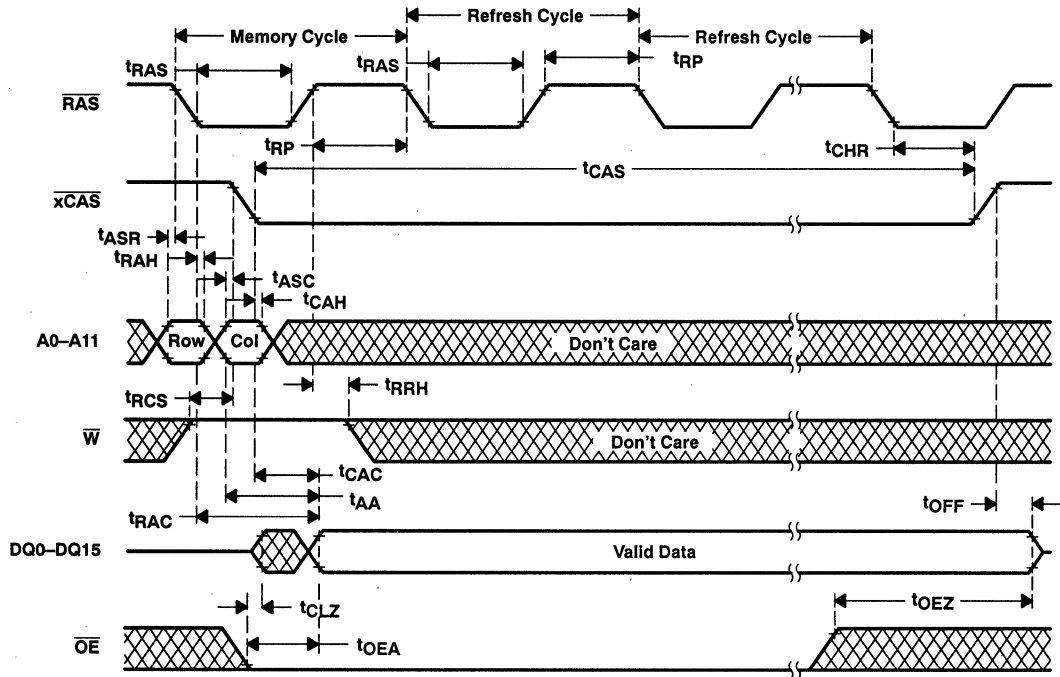 Refresh Cycle
Memory Cycle
Refresh Cycle
tRAS
tRAS
tRP
RAS
tRP
tCHR
tCAS
xCAS
tASR
tRAH
tASC
tCAH
A0–A11
Row
Col
Don't Care
tRRH
tRCS
W
Don't Care
tCAC
tAA
tOFF
tRAC
DQ0–DQ15
Valid Data
tCLZ
tOEZ
OE
tOEA